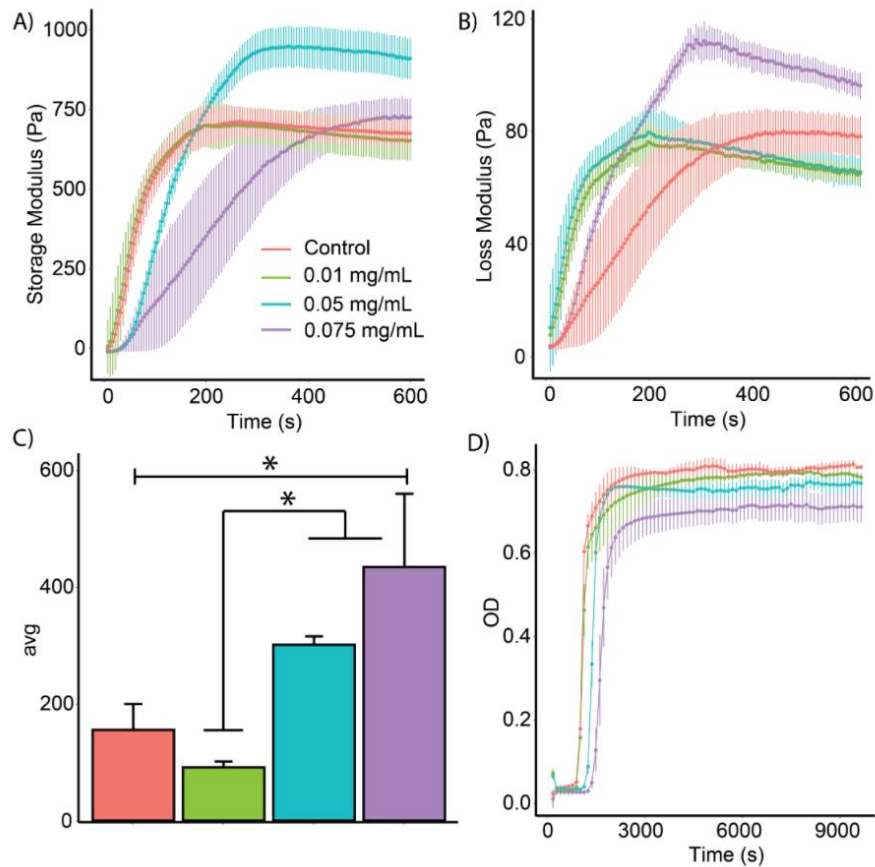 A)
1000
750
500
250
0
Storage Modulus (Pa)
0
200
400
600
Time (s)
Control
0.01 mg/mL
0.05 mg/mL
0.075 mg/mL
B)
120
80
40
0
Loss Modulus (Pa)
0
200
400
600
Time (s)
C)
600
400
200
0
avg
*
*
D)
0.8
0.6
0.4
0.2
0.0
OD
0
3000
6000
9000
Time (s)